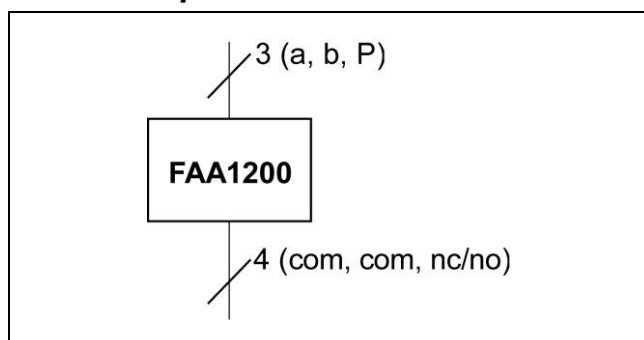 3 (a, b, P)
FAA1200
4 (com, com, nc/no)